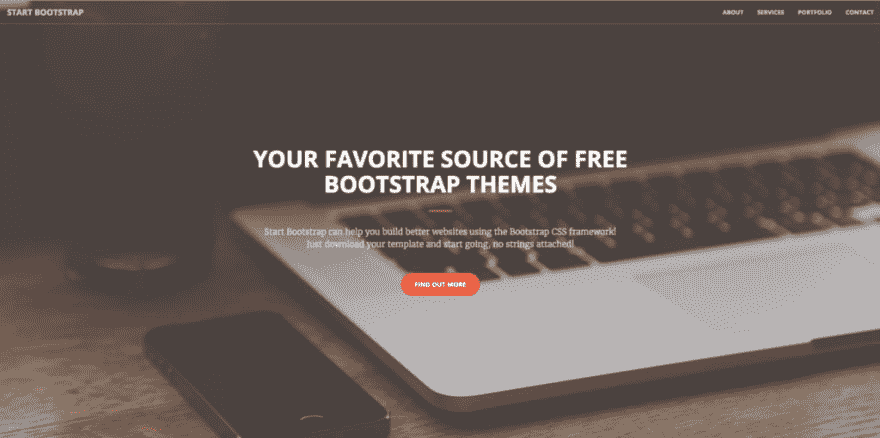 START BOOTSTRAP
ABOUT SERVICES PORTFOLIO CONTACT
YOUR FAVORITE SOURCE OF FREE
BOOTSTRAP THEMES
Start Bootstrap can help you build better websites using the Bootstrap CSS framework!
Just download your template and start going, no strings attached!
FIND OUT MORE